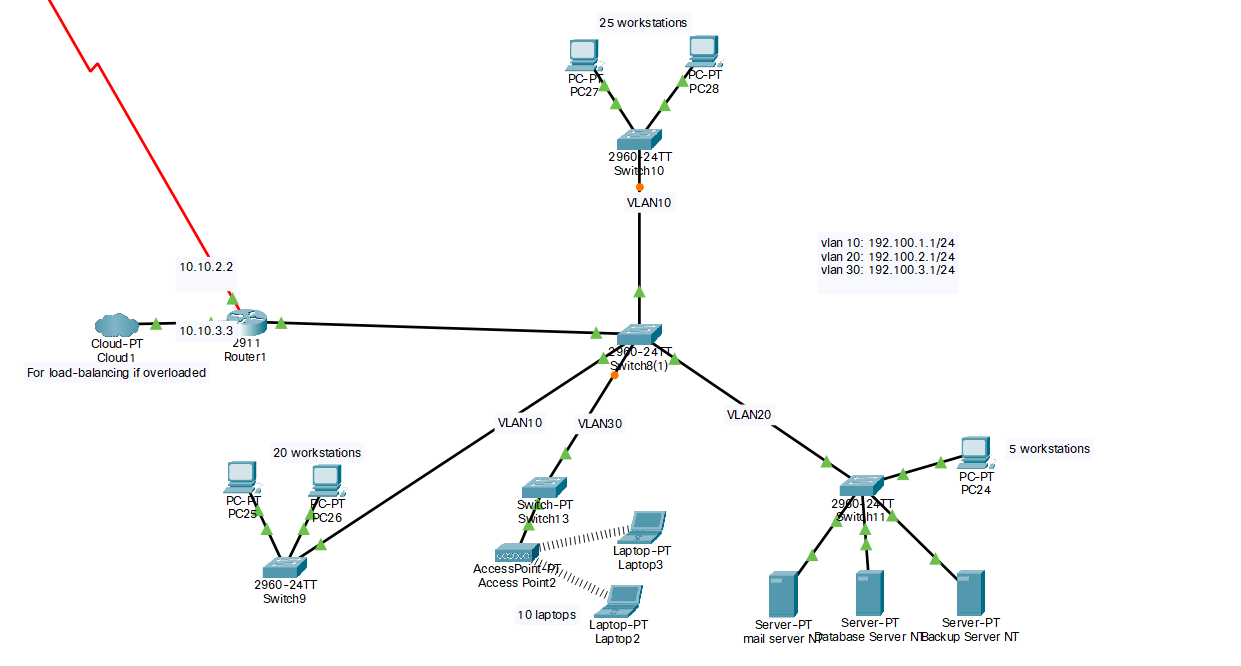 25 workstations
PC-PT
PC27
PC-PT
PC28
2960-24TT
Switch10
VLAN10
vlan 10: 192.100.1.1/24
vlan 20: 192.100.2.1/24
vlan 30: 192.100.3.1/24
10.10.2.2
10.10.3.3
Cloud-PT
Cloud1
For load-balancing if overloaded
2911
Router1
2960-24TT
Switch8(1)
VLAN10
VLAN30
VLAN20
20 workstations
PC-PT
PC25
PC-PT
PC26
2960-24TT
Switch9
Switch-PT
Switch13
AccessPoint-PT
Access Point2
Laptop-PT
Laptop3
10 laptops
Laptop-PT
Laptop2
5 workstations
PC-PT
PC24
2960-24TT
Switch11
Server-PT
mail server NT
Server-PT
Database Server NT
Server-PT
Backup Server NT